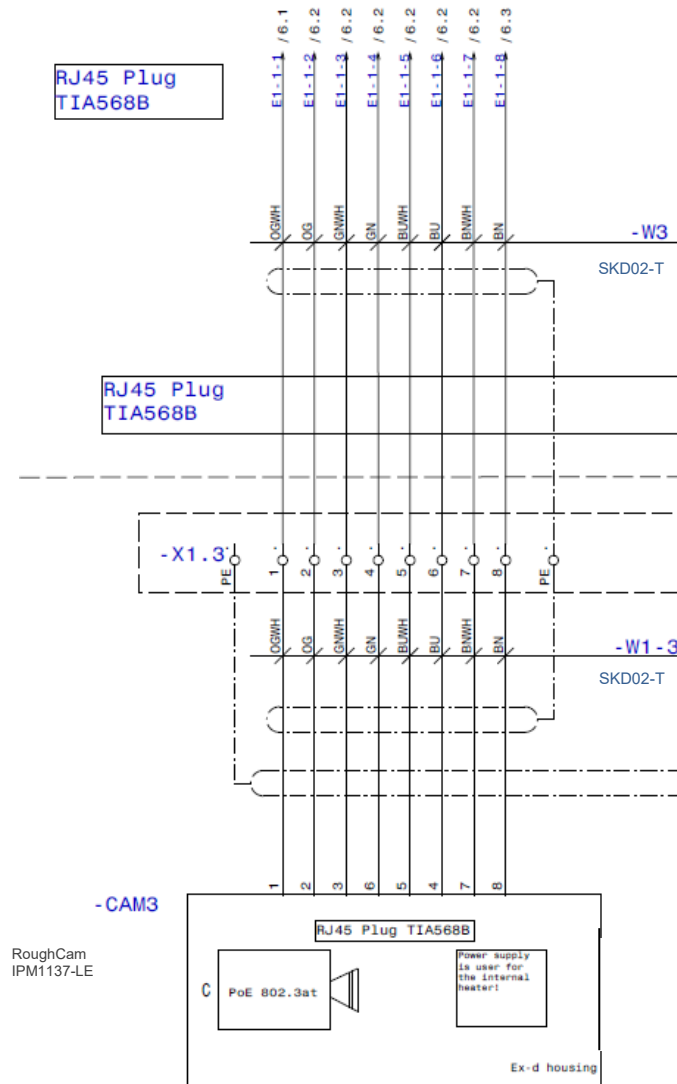 /6.1
/6.2
/6.2
/6.2
/6.2
/6.2
/6.2
/6.3
RJ45 Plug
TIA568B
E1-1-1
E1-1-2
E1-1-3
E1-1-4
E1-1-5
E1-1-6
E1-1-7
E1-1-8
OGWH
OG
GNWH
GN
BUWH
BU
BNWH
BN
-W3
SKD02-T
RJ45 Plug
TIA568B
-X1.3
PE
1
2
3
4
5
6
7
8
PE
OGWH
OG
GNWH
GN
BUWH
BU
BNWH
BN
-W1-3
SKD02-T
1
2
3
6
5
4
7
8
-CAM3
RJ45 Plug TIA568B
RoughCam
IPM1137-LE
C
PoE 802.3at
Power supply
is user for
the internal
heater!
Ex-d housing